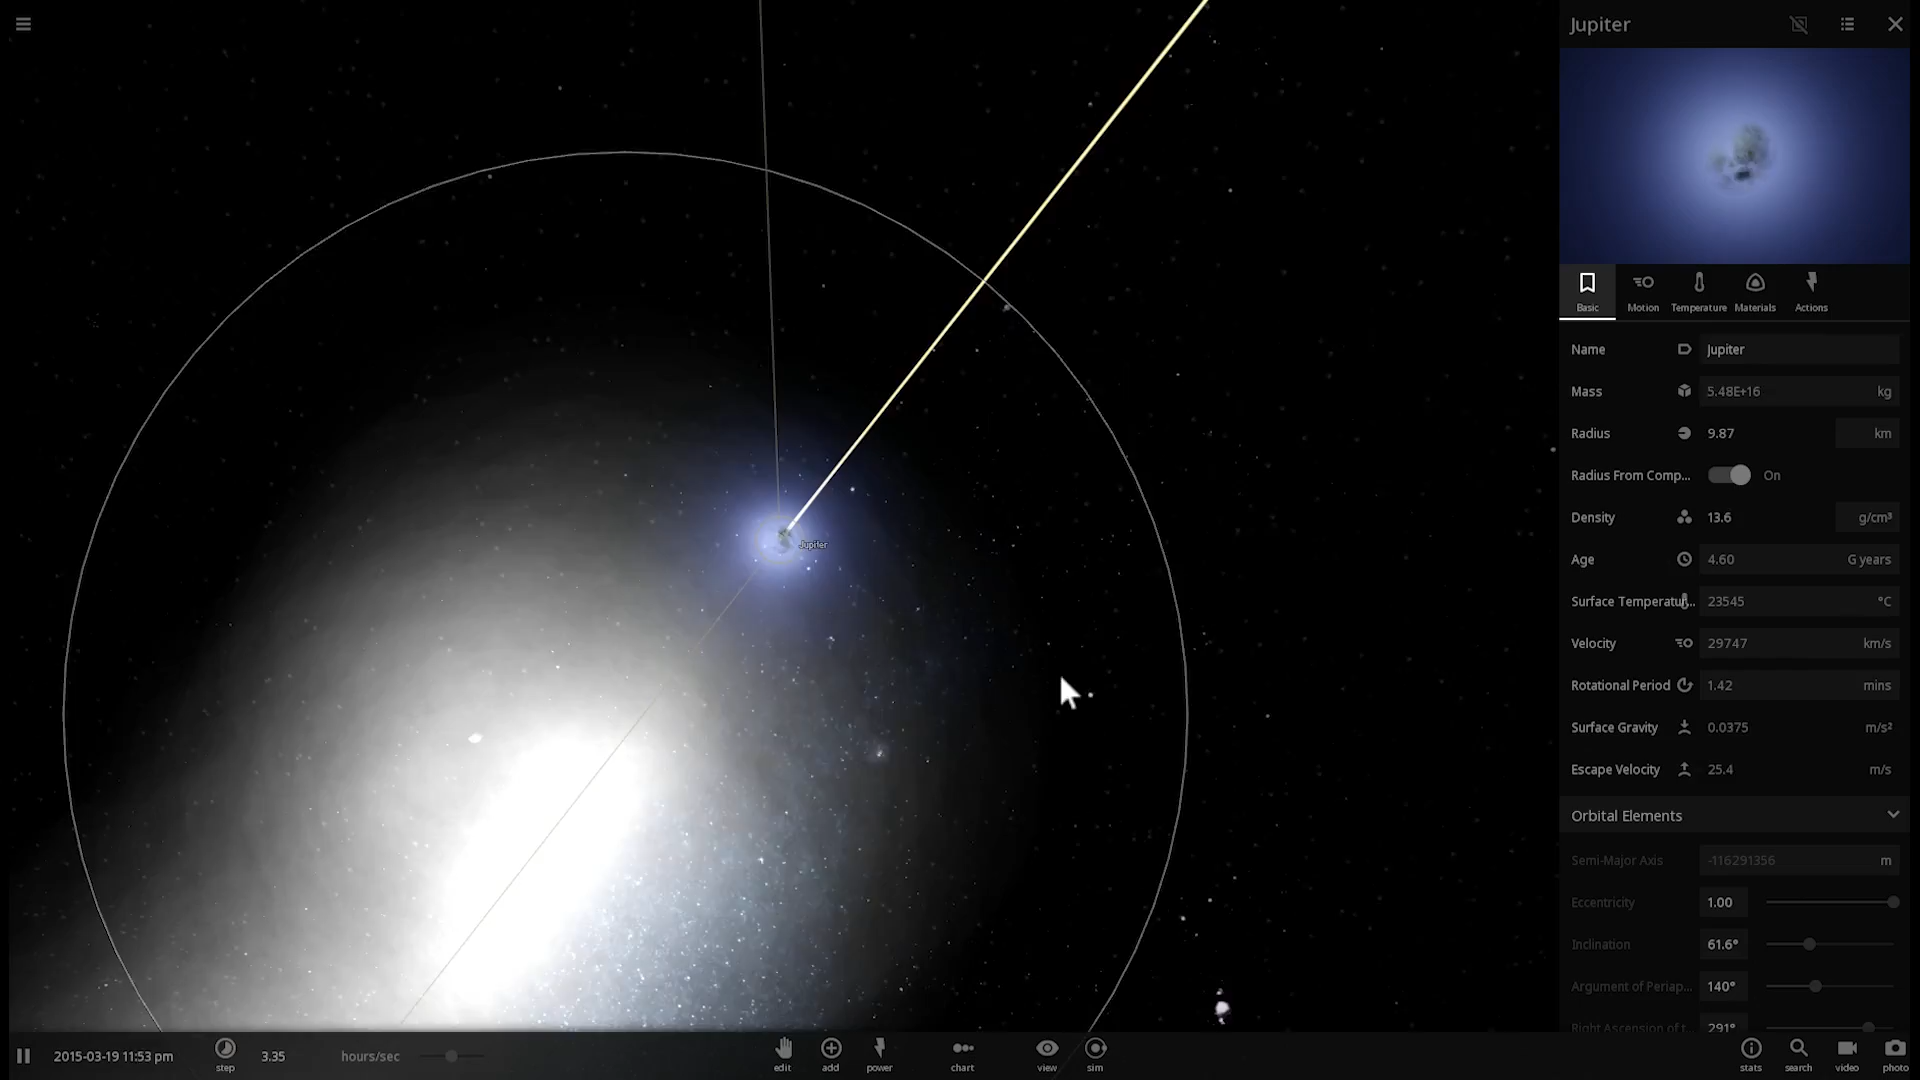 Jupiter
Basic Motion Temperature Materials Actions
Name Jupiter
Mass 5.48E+16 kg
Radius 9.87 km
Radius From Comp... On
Density 13.6 g/cm³
Age 4.60 G years
Surface Temperatur... 23545 °C
Velocity 29747 km/s
Rotational Period 1.42 mins
Surface Gravity 0.0375 m/s²
Escape Velocity 25.4 m/s
Orbital Elements
Semi-Major Axis -116291356 m
Eccentricity 1.00
Inclination 61.6°
Argument of Periap... 140°
Right Ascension of t... 291°
Jupiter
2015-03-19 11:53 pm step 3.35 hours/sec edit add power chart view sim stats search video photo